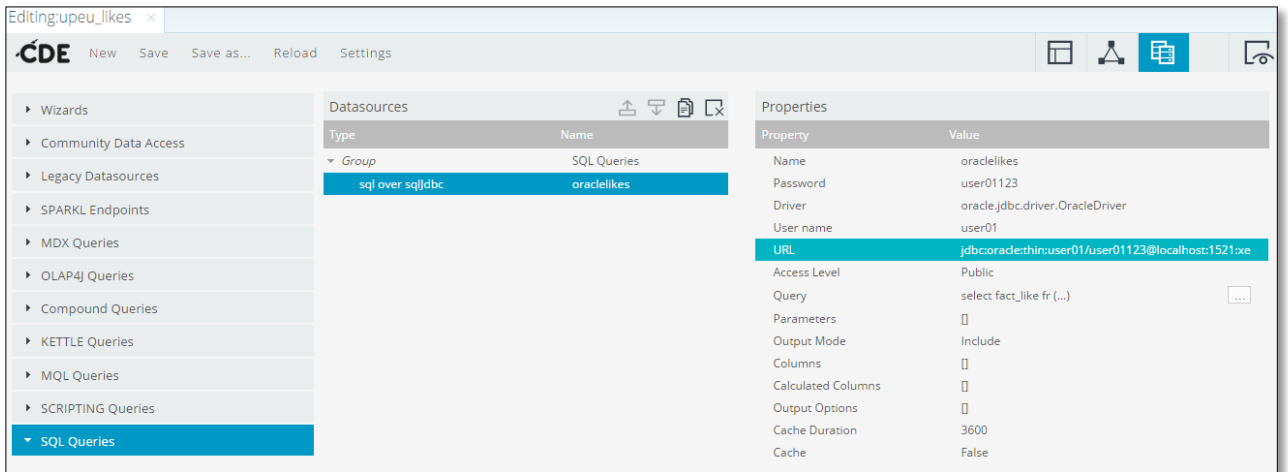 Editing:upeu_likes ×
CDE New Save Save as... Reload Settings
Wizards
Community Data Access
Legacy Datasources
SPARKL Endpoints
MDX Queries
OLAP4J Queries
Compound Queries
KETTLE Queries
MQL Queries
SCRIPTING Queries
SQL Queries
Datasources
Type Name
Group SQL Queries
sql over sqlJdbc oraclelikes
Properties
Property Value
Name oraclelikes
Password user01123
Driver oracle.jdbc.driver.OracleDriver
User name user01
URL jdbc:oracle:thin:user01/user01123@localhost:1521:xe
Access Level Public
Query select fact_like fr (...) ...
Parameters []
Output Mode Include
Columns []
Calculated Columns []
Output Options []
Cache Duration 3600
Cache False